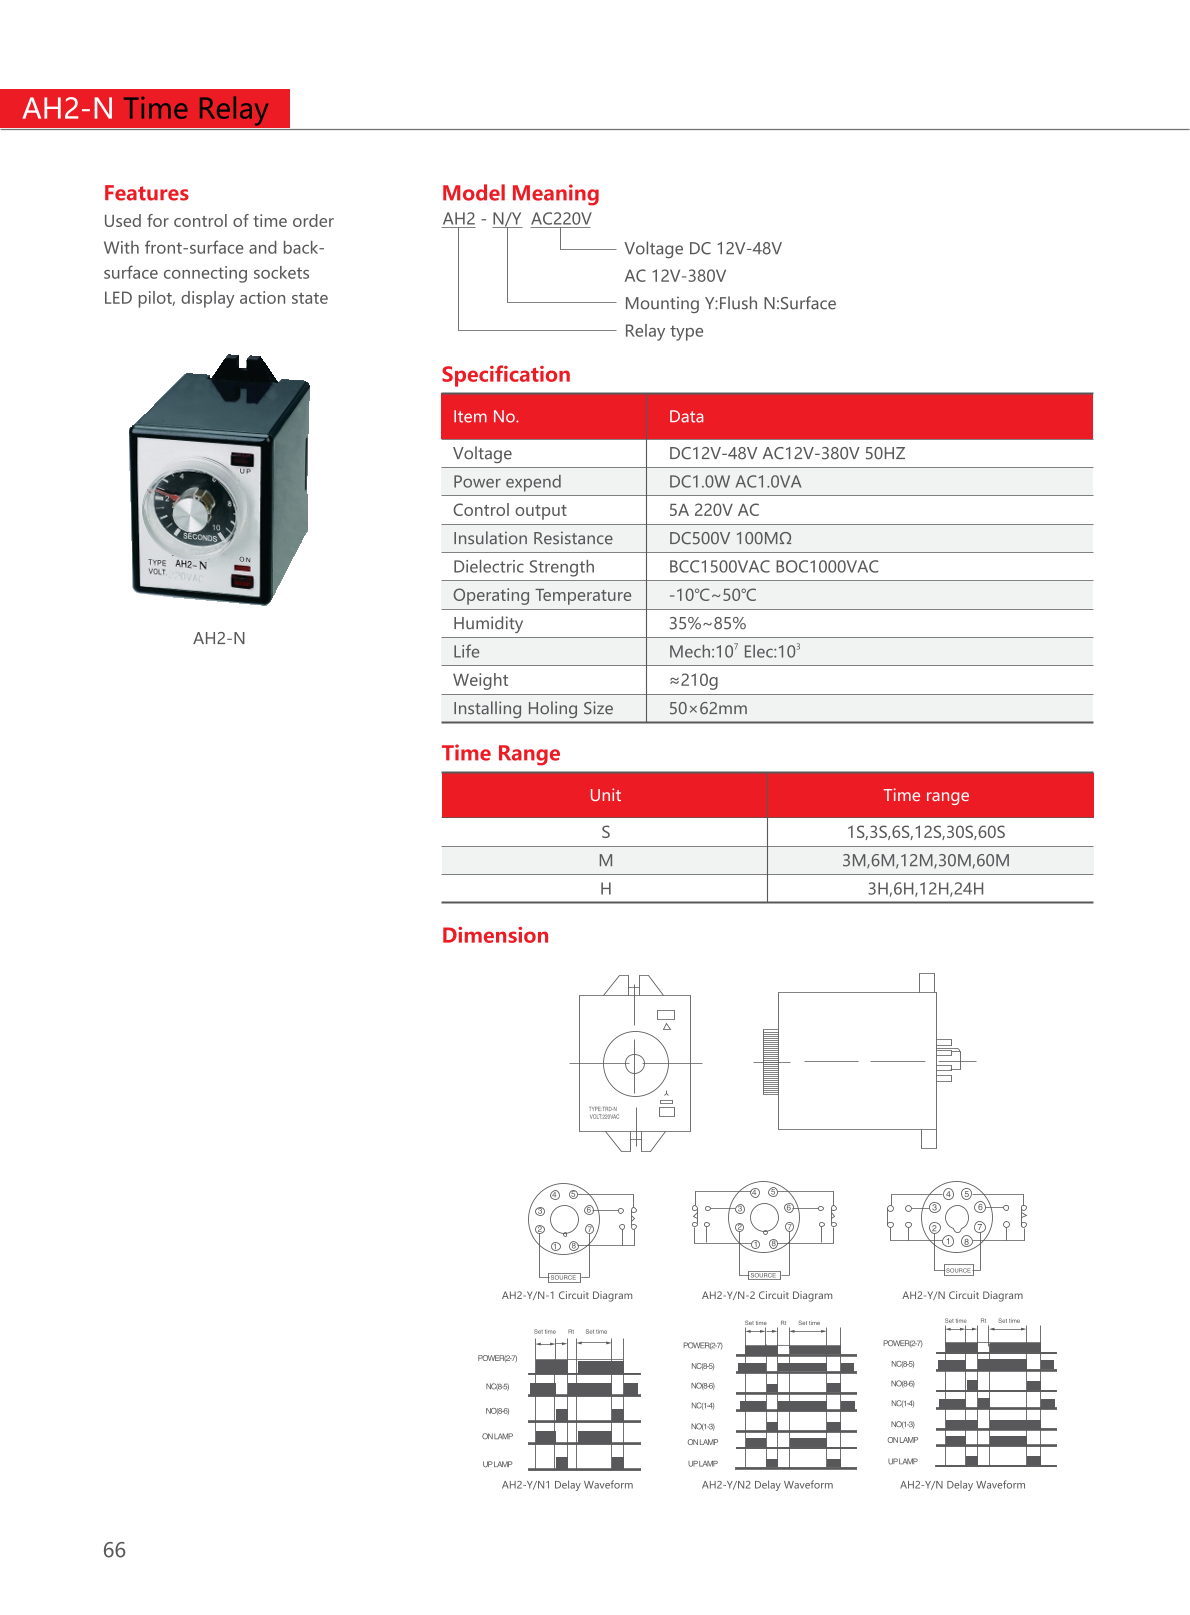 AH2-N Time Relay
Features
Used for control of time order
With front-surface and back-
surface connecting sockets
LED pilot, display action state
UP
2
4
6
8
10
SECONDS
ON
TYPE AH2-N
VOLT. 220VAC
AH2-N
Model Meaning
AH2 - N/Y AC220V
Voltage DC 12V-48V
AC 12V-380V
Mounting Y:Flush N:Surface
Relay type
Specification
Item No. Data
Voltage DC12V-48V AC12V-380V 50HZ
Power expend DC1.0W AC1.0VA
Control output 5A 220V AC
Insulation Resistance DC500V 100MΩ
Dielectric Strength BCC1500VAC BOC1000VAC
Operating Temperature -10℃~50℃
Humidity 35%~85%
Life Mech:10⁷ Elec:10³
Weight ≈210g
Installing Holing Size 50×62mm
Time Range
Unit Time range
S 1S,3S,6S,12S,30S,60S
M 3M,6M,12M,30M,60M
H 3H,6H,12H,24H
Dimension
TYPE:TRD-N
VOLT:220VAC
4 5
3 6
2 7
1 8
SOURCE
AH2-Y/N-1 Circuit Diagram
4 5
3 6
2 7
1 8
SOURCE
AH2-Y/N-2 Circuit Diagram
4 5
3 6
2 7
1 8
SOURCE
AH2-Y/N Circuit Diagram
Set time Rt Set time
POWER(2-7)
NC(8-5)
NO(8-6)
ON LAMP
UP LAMP
AH2-Y/N1 Delay Waveform
Set time Rt Set time
POWER(2-7)
NC(8-5)
NO(8-6)
NC(1-4)
NO(1-3)
ON LAMP
UP LAMP
AH2-Y/N2 Delay Waveform
Set time Rt Set time
POWER(2-7)
NC(8-5)
NO(8-6)
NC(1-4)
NO(1-3)
ON LAMP
UP LAMP
AH2-Y/N Delay Waveform
66